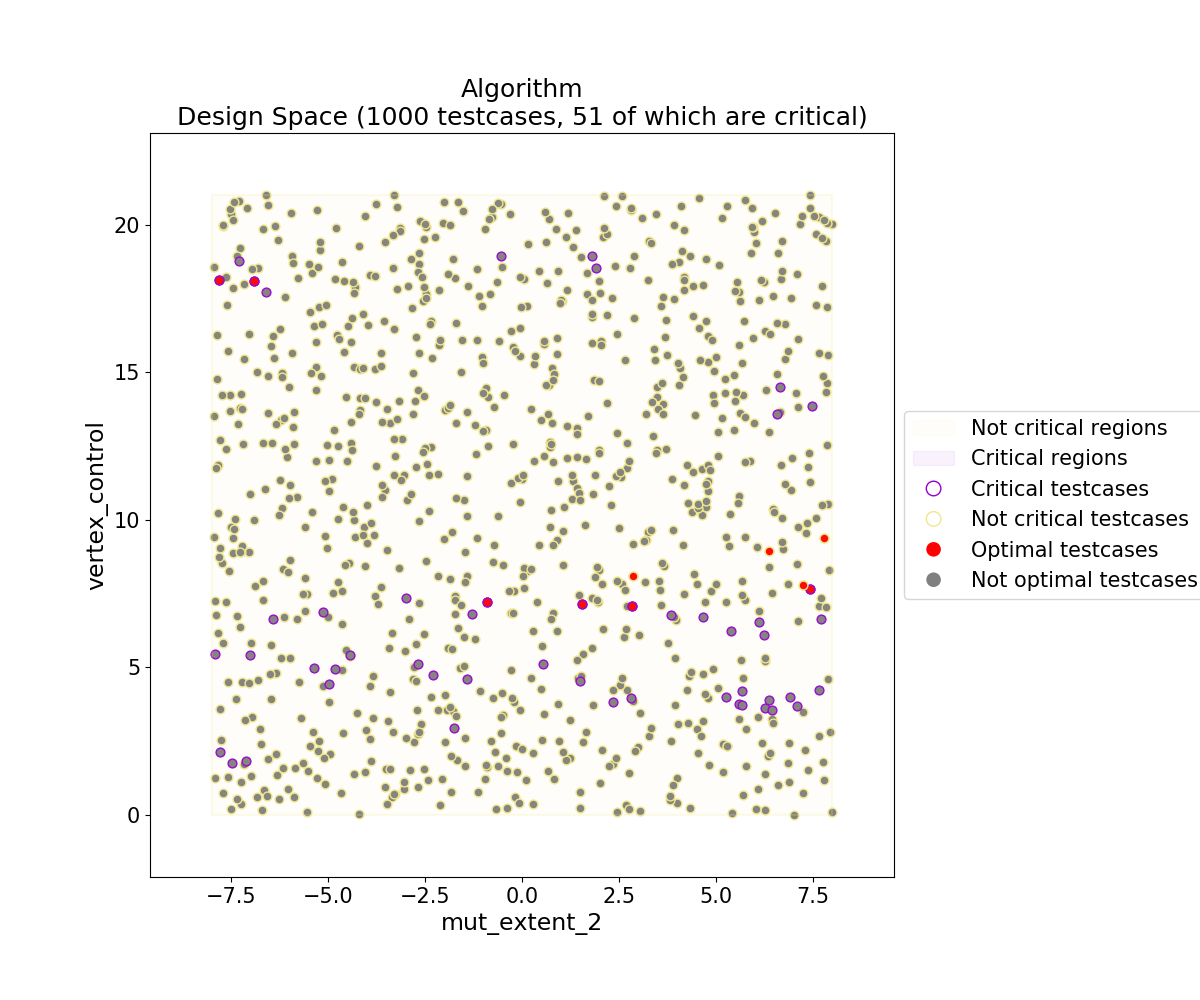 Algorithm
Design Space (1000 testcases, 51 of which are critical)
vertex_control
20
15
10
5
0
−7.5
−5.0
−2.5
0.0
2.5
5.0
7.5
mut_extent_2
Not critical regions
Critical regions
Critical testcases
Not critical testcases
Optimal testcases
Not optimal testcases